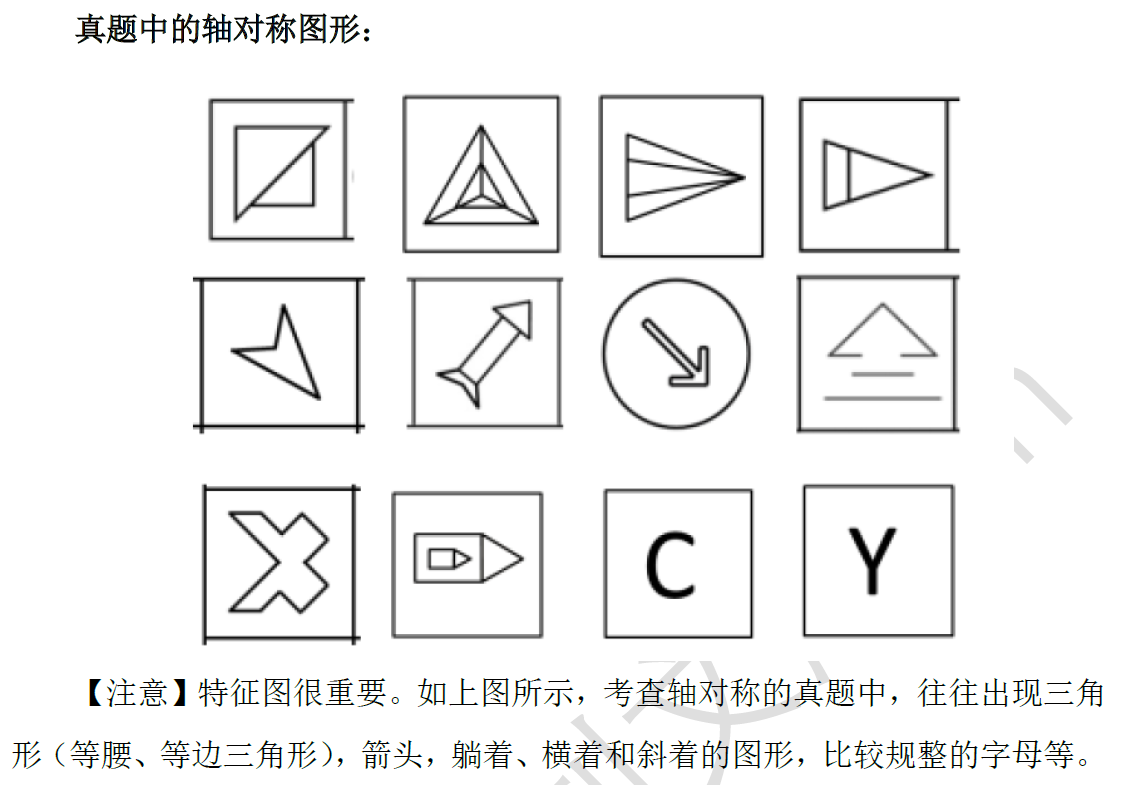 真题中的轴对称图形：
C
Y
【注意】特征图很重要。如上图所示，考查轴对称的真题中，往往出现三角
形（等腰、等边三角形），箭头，躺着、横着和斜着的图形，比较规整的字母等。